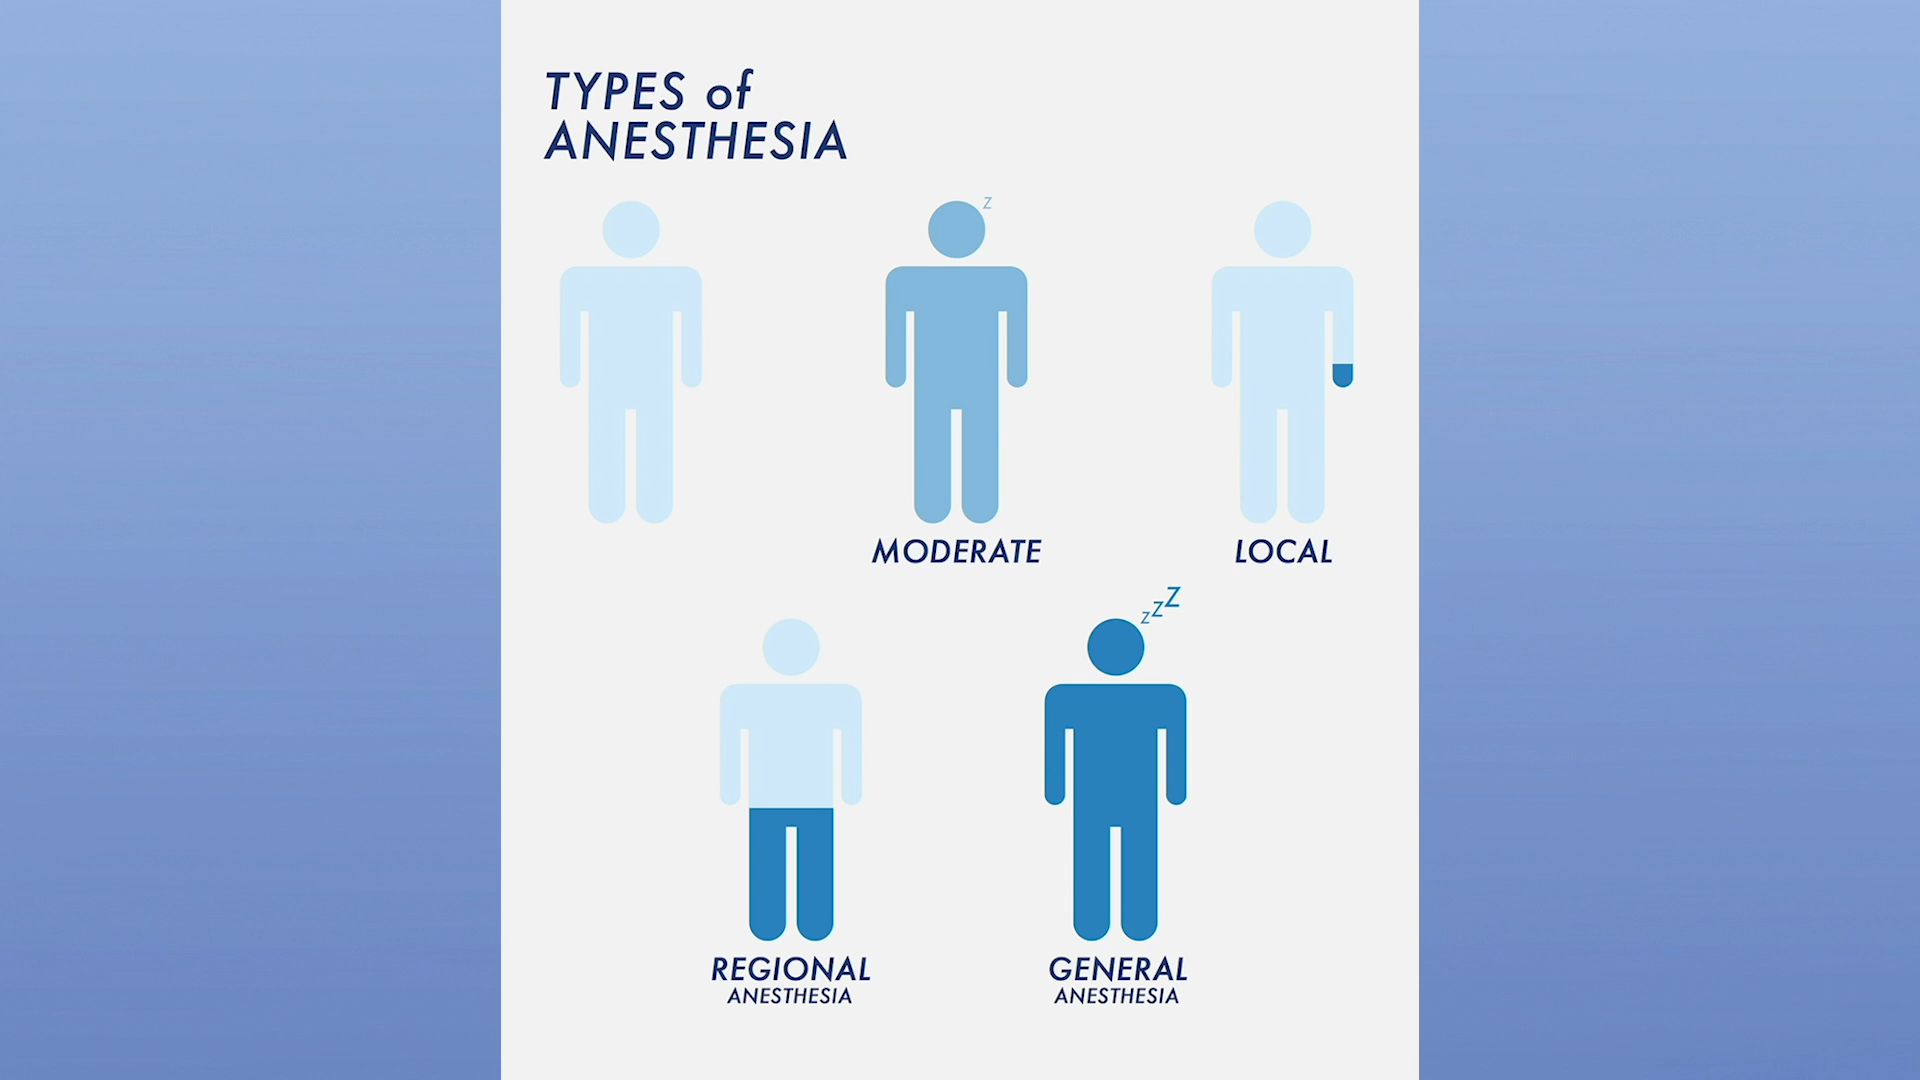 TYPES of
ANESTHESIA
z
MODERATE
LOCAL
zzZ
REGIONAL
ANESTHESIA
GENERAL
ANESTHESIA